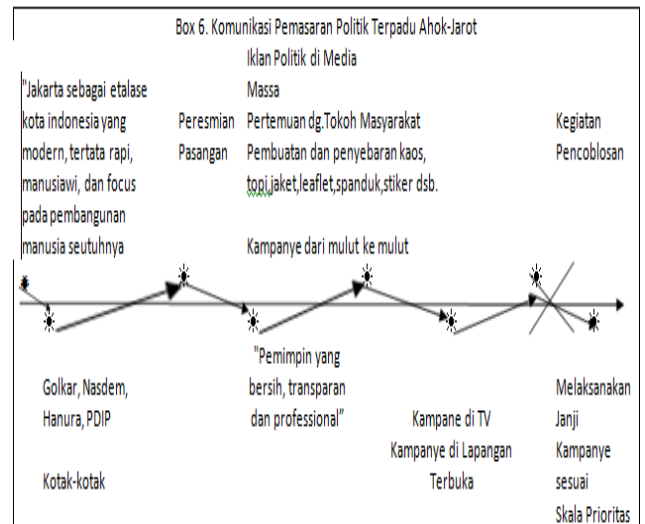 Box 6. Komunikasi Pemasaran Politik Terpadu Ahok-Jarot
Iklan Politik di Media
Massa
"Jakarta sebagai etalase
kota indonesia yang
modern, tertata rapi,
manusiawi, dan focus
pada pembangunan
manusia seutuhnya
Peresmian
Pasangan
Pertemuan dg.Tokoh Masyarakat
Pembuatan dan penyebaran kaos,
topi,jaket,leaflet,spanduk,stiker dsb.
Kampanye dari mulut ke mulut
Kegiatan
Pencoblosan
Golkar, Nasdem,
Hanura, PDIP
Kotak-kotak
"Pemimpin yang
bersih, transparan
dan professional”
Kampane di TV
Kampanye di Lapangan
Terbuka
Melaksanakan
Janji
Kampanye
sesuai
Skala Prioritas